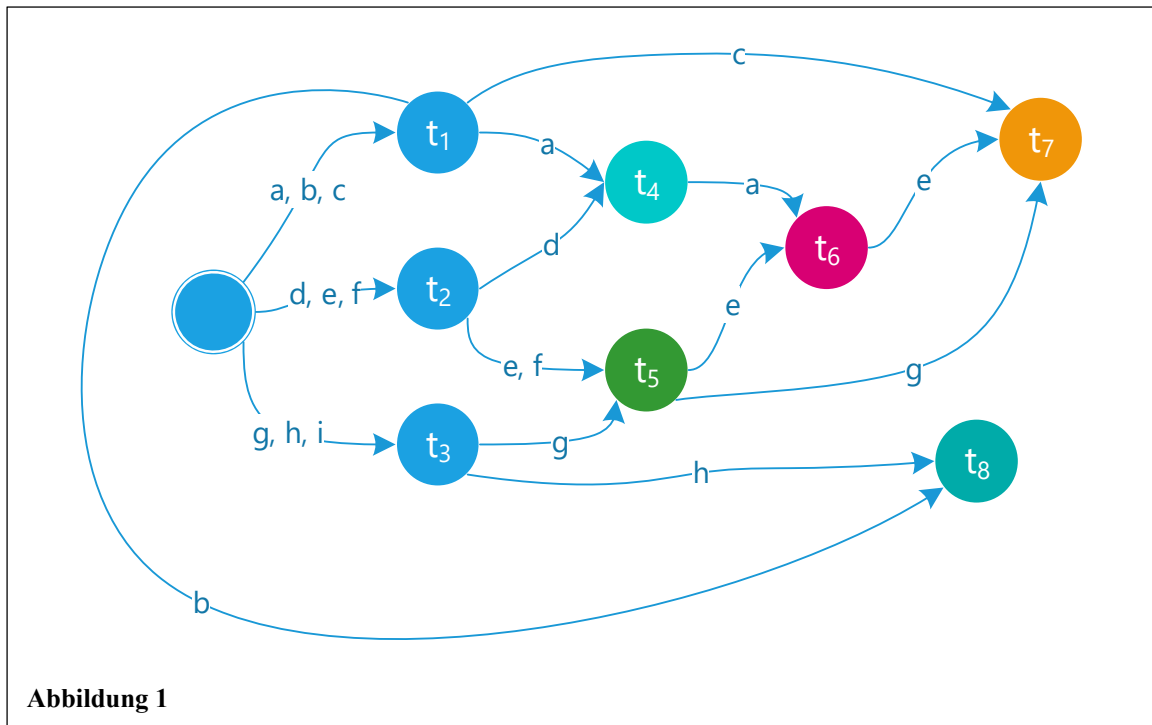 c
t₁
a
t₇
a, b, c
t₄
a
e
d
t₆
d, e, f
t₂
e
e, f
t₅
g
g, h, i
t₃
g
h
t₈
b
Abbildung 1